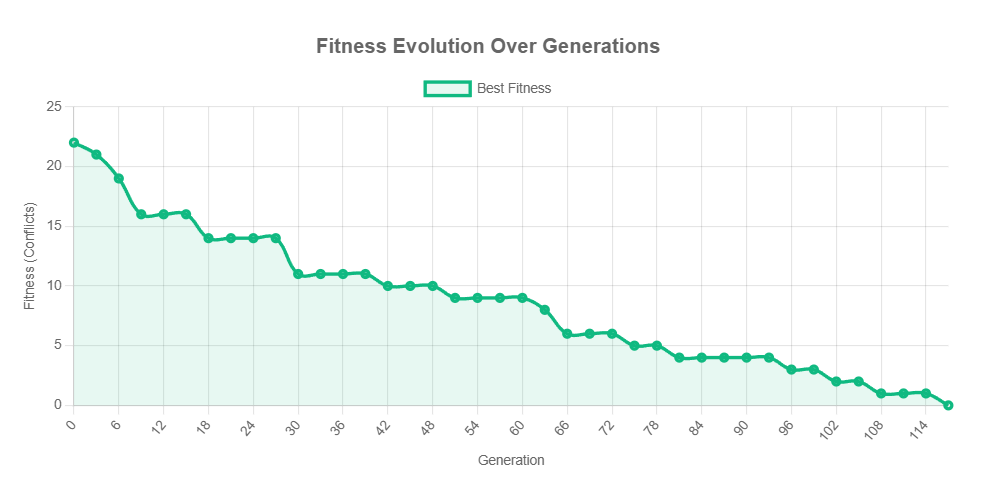 Fitness Evolution Over Generations
Best Fitness
Fitness (Conflicts)
25
20
15
10
5
0
0 6 12 18 24 30 36 42 48 54 60 66 72 78 84 90 96 102 108 114
Generation